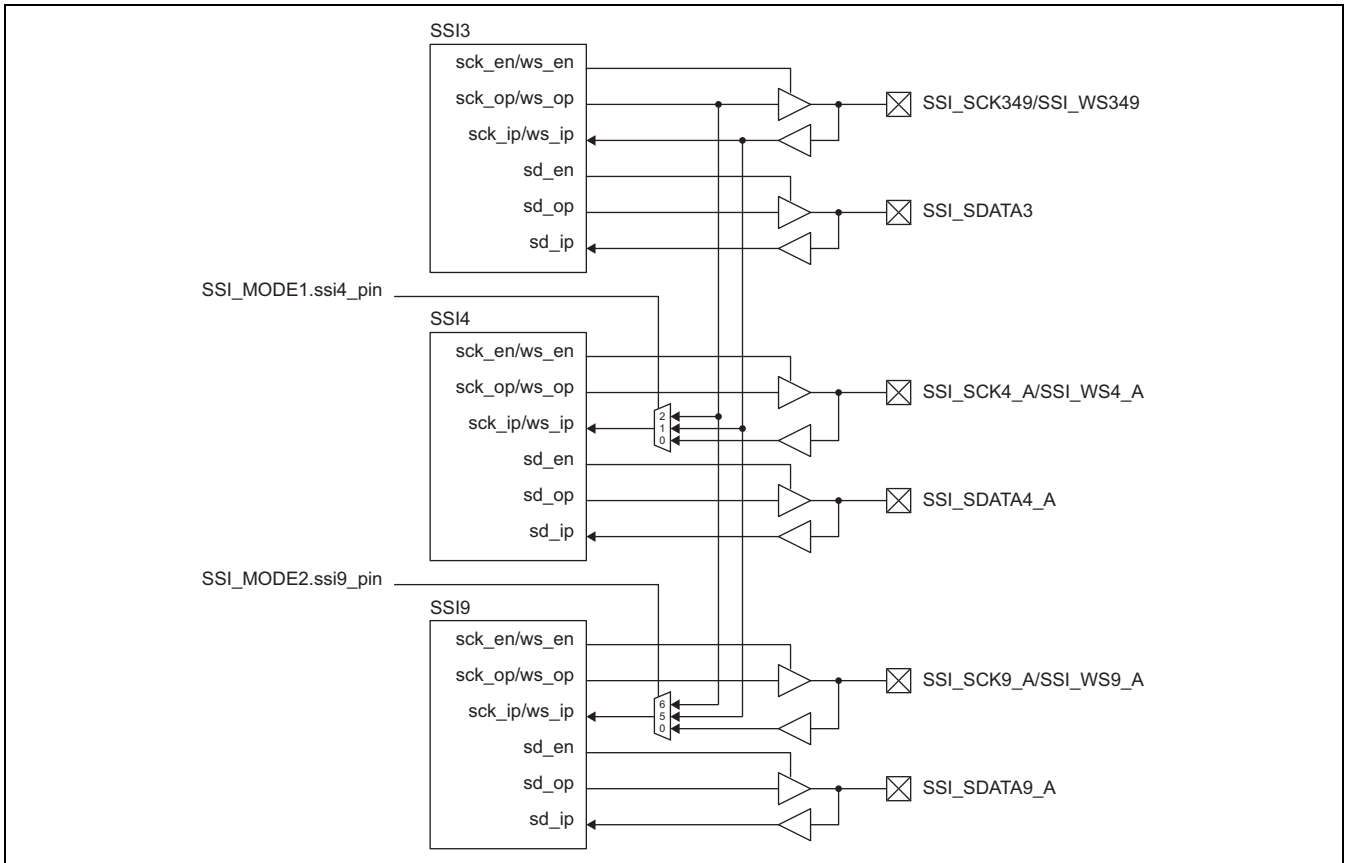 SSI3
sck_en/ws_en
sck_op/ws_op
SSI_SCK349/SSI_WS349
sck_ip/ws_ip
sd_en
sd_op
SSI_SDATA3
sd_ip
SSI_MODE1.ssi4_pin
SSI4
sck_en/ws_en
sck_op/ws_op
SSI_SCK4_A/SSI_WS4_A
sck_ip/ws_ip
2
1
0
sd_en
sd_op
SSI_SDATA4_A
sd_ip
SSI_MODE2.ssi9_pin
SSI9
sck_en/ws_en
sck_op/ws_op
SSI_SCK9_A/SSI_WS9_A
sck_ip/ws_ip
6
5
0
sd_en
sd_op
SSI_SDATA9_A
sd_ip